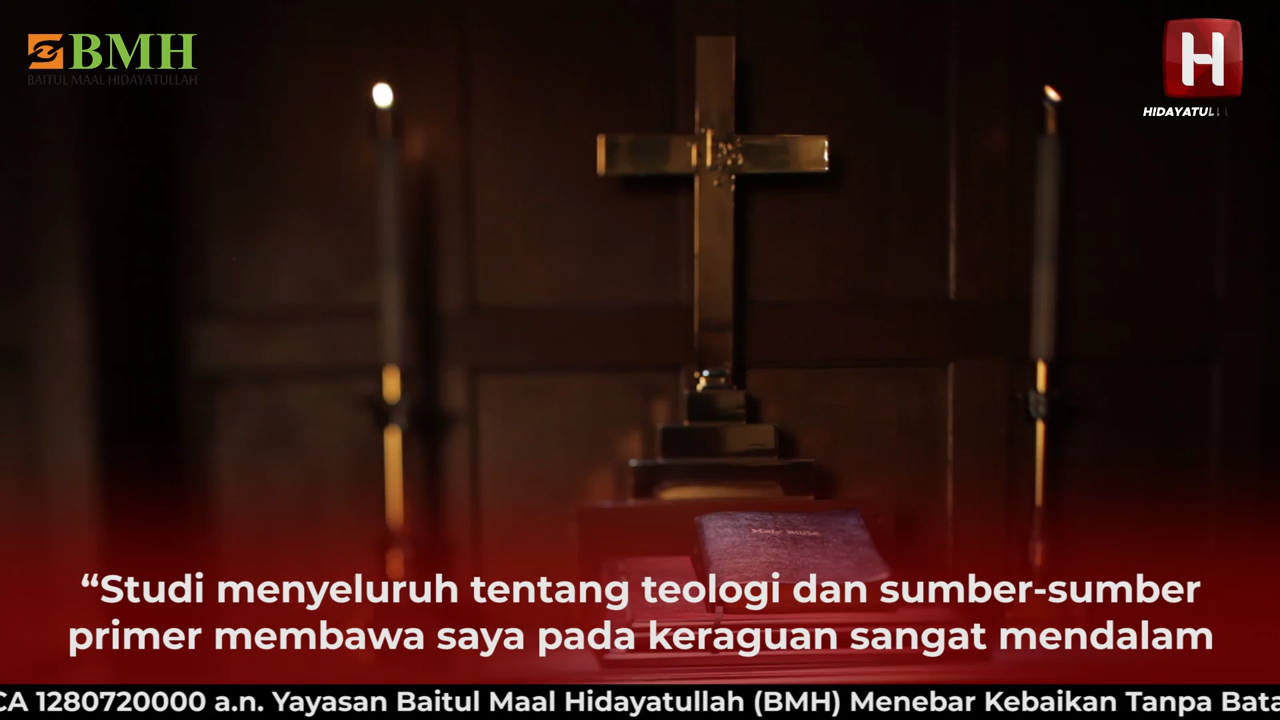 BMH
BAITUL MAAL HIDAYATULLAH
H
HIDAYATUL
Holy Bible
“Studi menyeluruh tentang teologi dan sumber-sumber
primer membawa saya pada keraguan sangat mendalam
CA 1280720000 a.n. Yayasan Baitul Maal Hidayatullah (BMH) Menebar Kebaikan Tanpa Bata